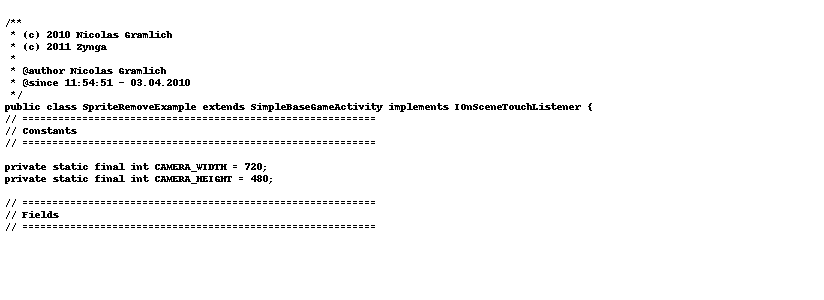 /**
 * (c) 2010 Nicolas Gramlich
 * (c) 2011 Zynga
 *
 * @author Nicolas Gramlich
 * @since 11:54:51 - 03.04.2010
 */
public class SpriteRemoveExample extends SimpleBaseGameActivity implements IOnSceneTouchListener {
// ===========================================================
// Constants
// ===========================================================
private static final int CAMERA_WIDTH = 720;
private static final int CAMERA_HEIGHT = 480;
// ===========================================================
// Fields
// ===========================================================